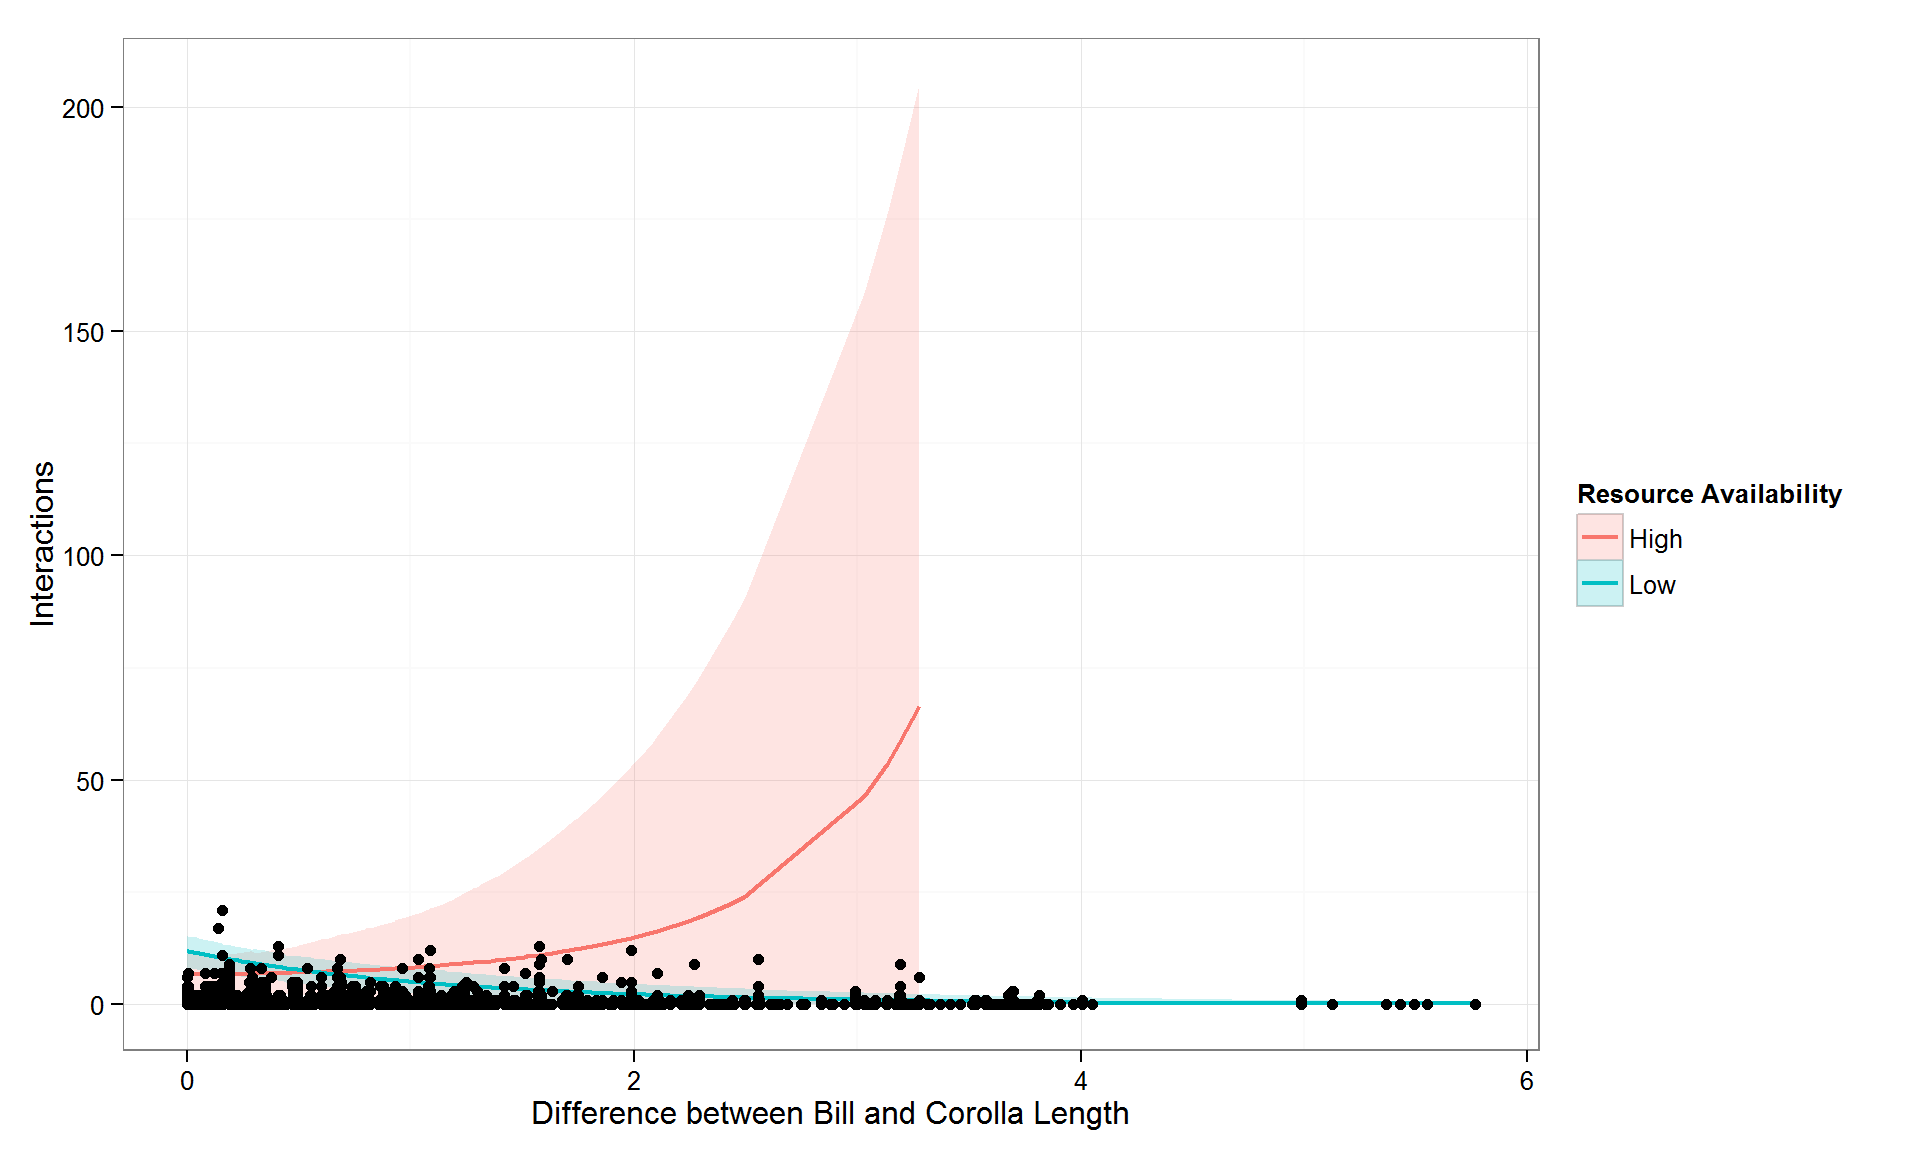 200
150
100
50
0
Interactions
0
2
4
6
Difference between Bill and Corolla Length
Resource Availability
High
Low